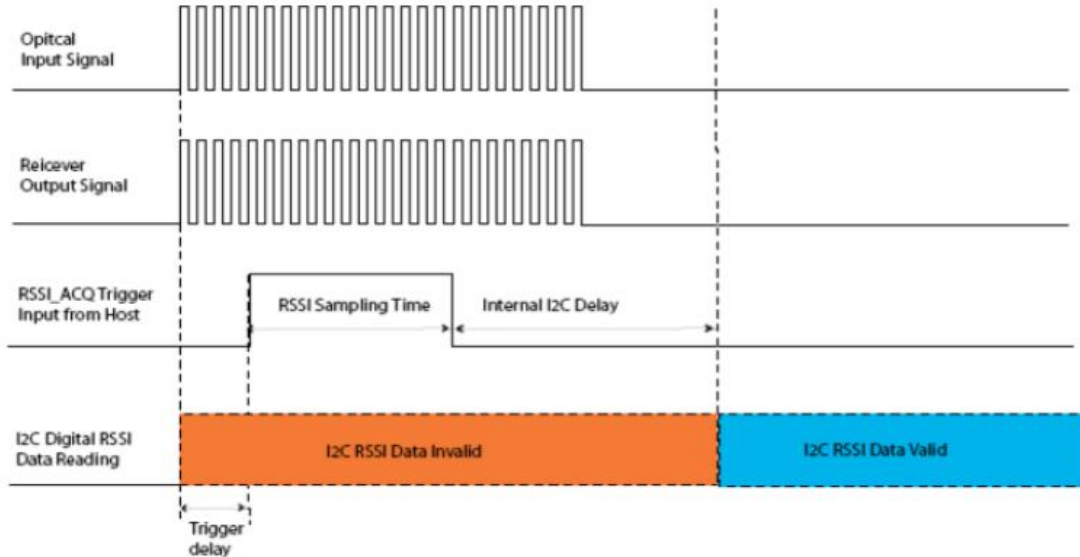 Opitcal
Input Signal
Reicever
Output Signal
RSSI_ACQ Trigger
Input from Host
RSSI Sampling Time
Internal I2C Delay
I2C Digital RSSI
Data Reading
I2C RSSI Data Invalid
I2C RSSI Data Valid
Trigger
delay